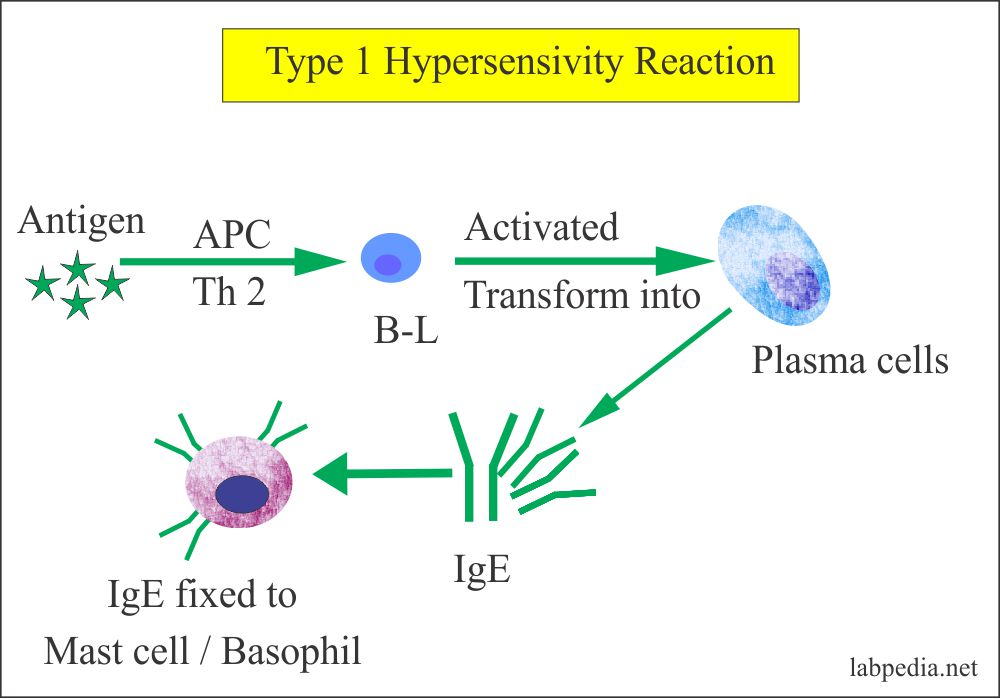 Type 1 Hypersensivity Reaction
Antigen
APC
Th 2
B-L
Activated
Transform into
Plasma cells
IgE
IgE fixed to
Mast cell / Basophil
labpedia.net